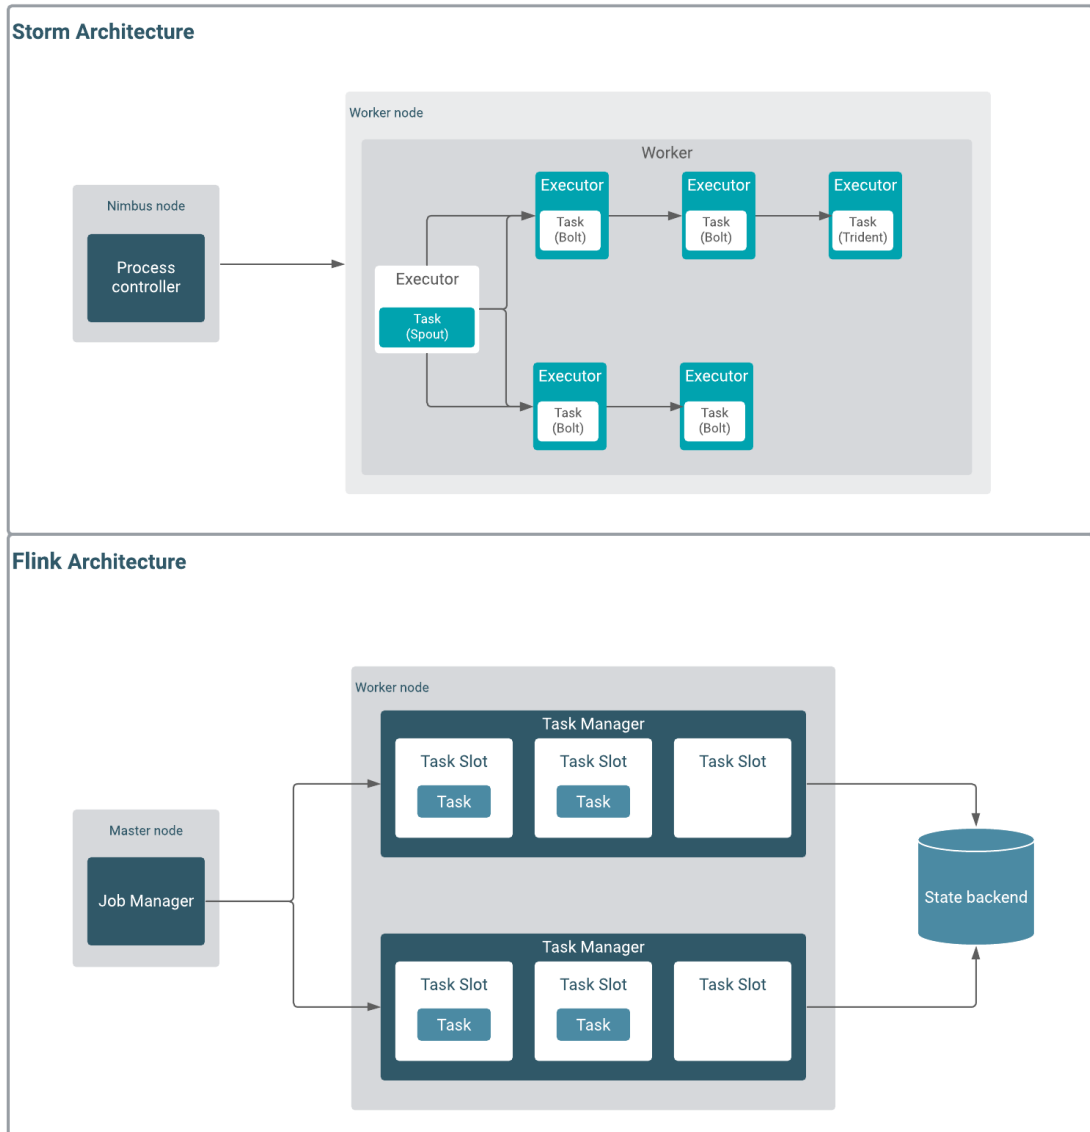 Storm Architecture
Worker node
Worker
Nimbus node
Process
controller
Executor
Task
(Spout)
Executor
Task
(Bolt)
Executor
Task
(Bolt)
Executor
Task
(Trident)
Executor
Task
(Bolt)
Executor
Task
(Bolt)
Flink Architecture
Master node
Job Manager
Worker node
Task Manager
Task Slot
Task
Task Slot
Task
Task Slot
Task Manager
Task Slot
Task
Task Slot
Task
Task Slot
State backend